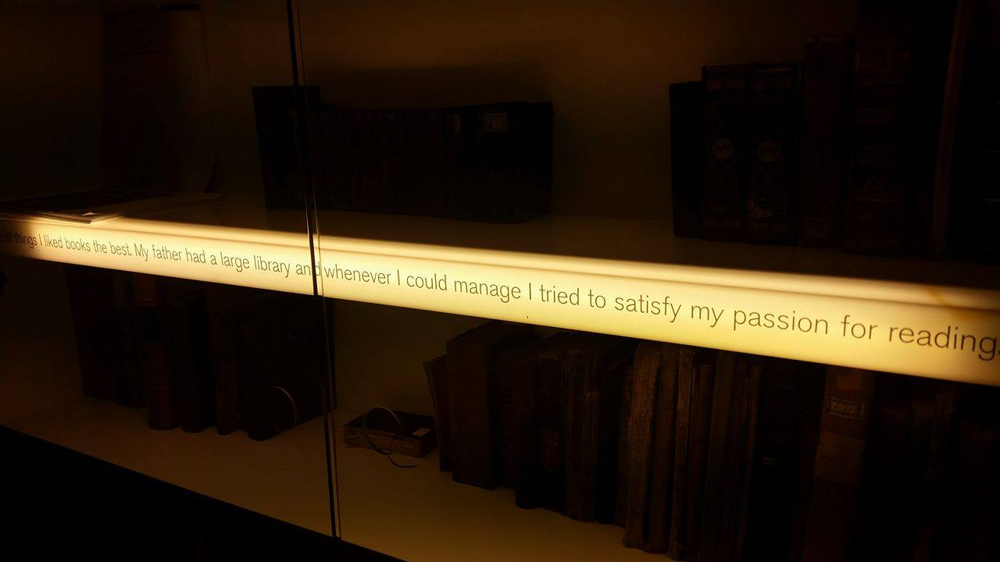 all things I liked books the best. My father had a large library and whenever I could manage I tried to satisfy my passion for reading.